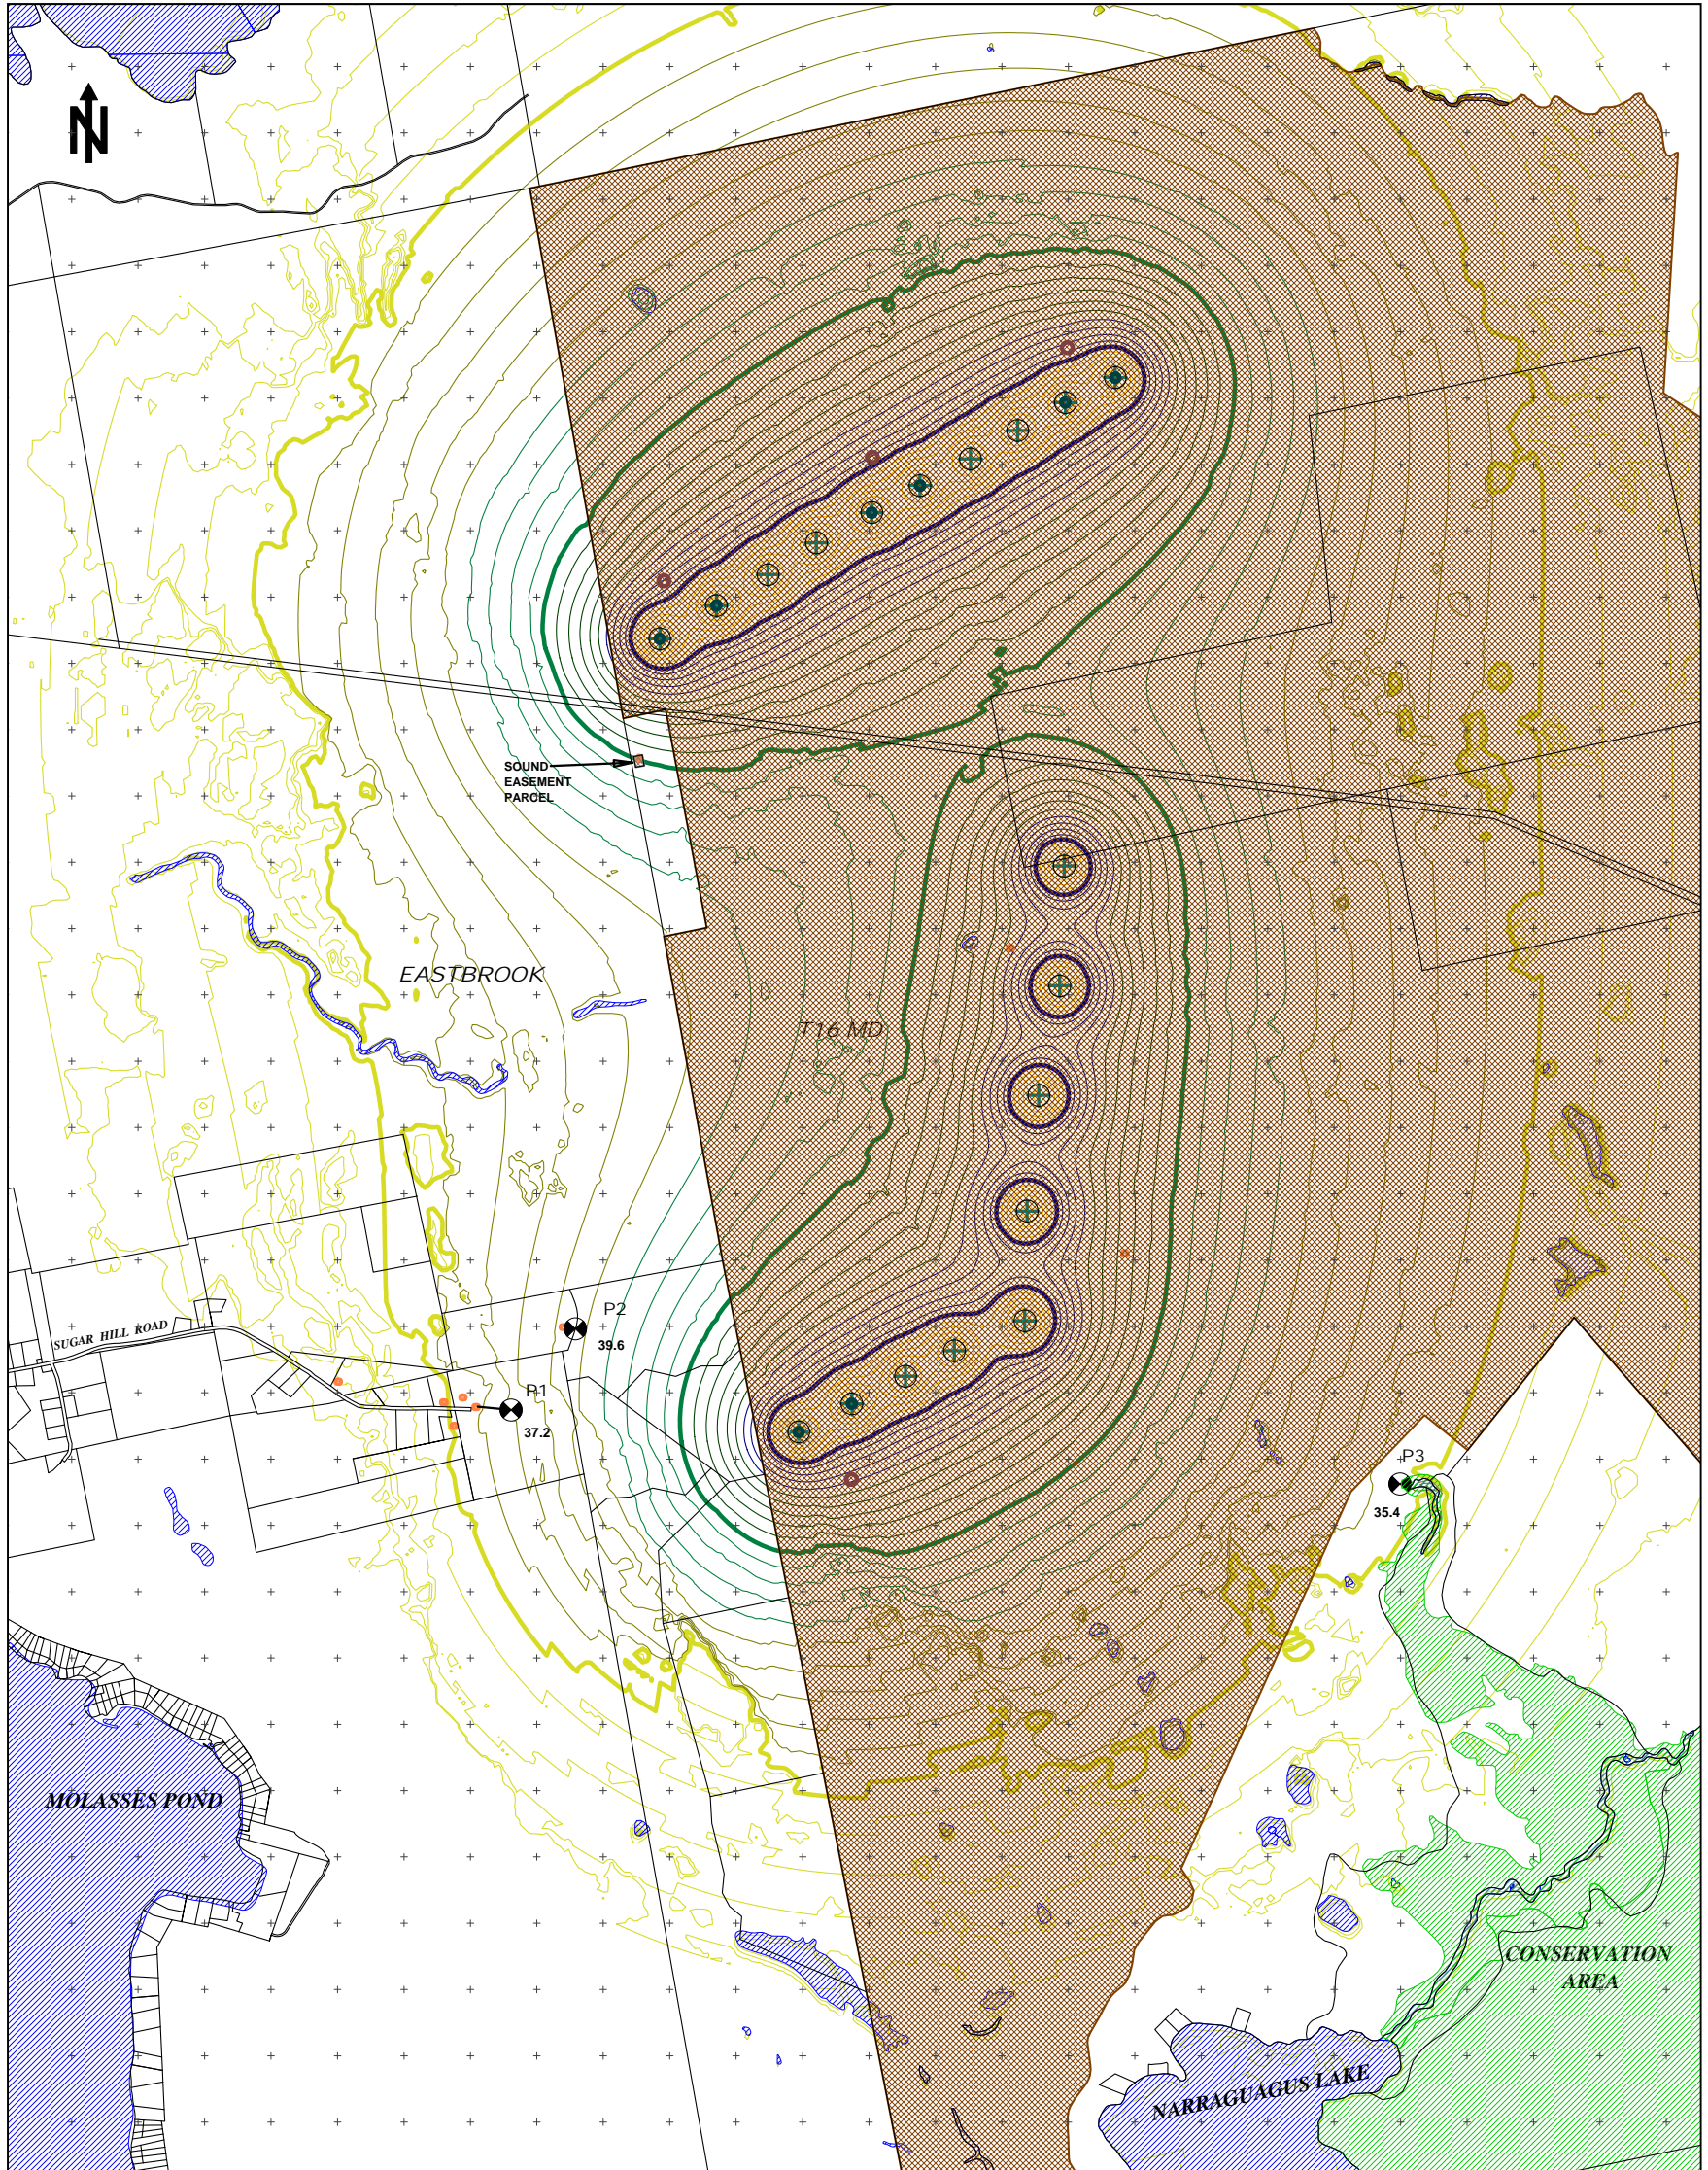 N
SOUND
EASEMENT
PARCEL
EASTBROOK
T16 MD
P2
39.6
SUGAR HILL ROAD
P1
37.2
P3
35.4
MOLASSES POND
CONSERVATION
AREA
NARRAGUAGUS LAKE